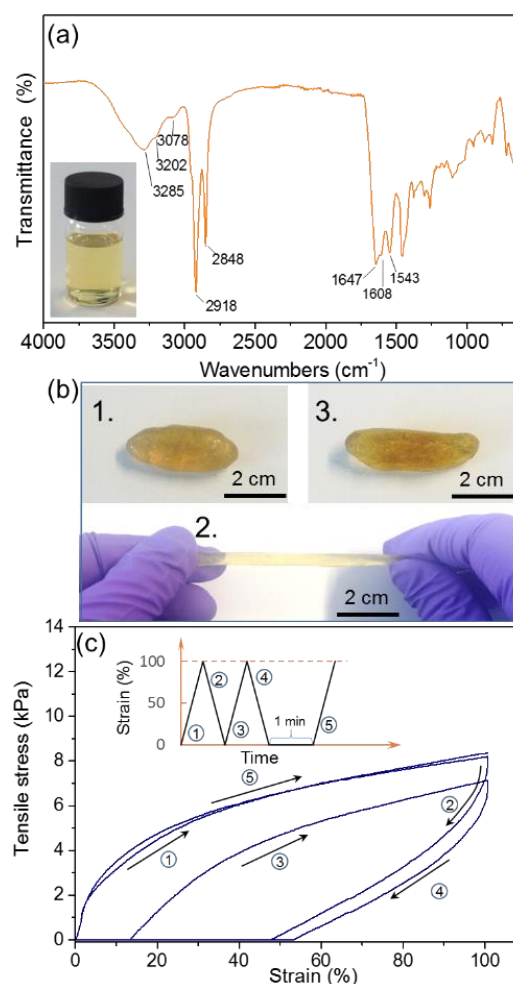 (a)
Transmittance (%)
3078
3202
3285
2848
2918
1647
1608
1543
4000 3500 3000 2500 2000 1500 1000
Wavenumbers (cm⁻¹)
(b)
1.
2 cm
3.
2 cm
2.
2 cm
(c)
Tensile stress (kPa)
14
12
10
8
6
4
2
0
Strain (%)
100
50
0
① ② ③ ④ ⑤
1 min
Time
⑤
①
③
②
④
0 20 40 60 80 100
Strain (%)